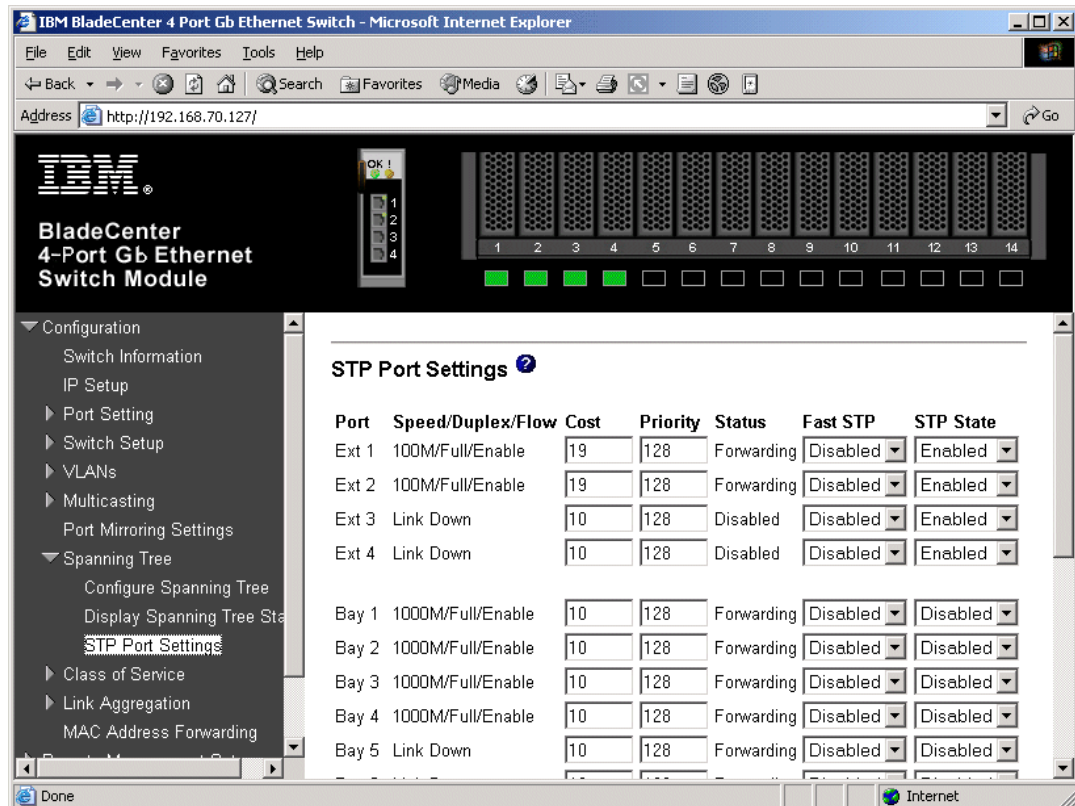 IBM BladeCenter 4 Port Gb Ethernet Switch - Microsoft Internet Explorer
File Edit View Favorites Tools Help
Back Search Favorites Media
Address http://192.168.70.127/ Go
IBM®
BladeCenter
4-Port Gb Ethernet
Switch Module
OK !
1
2
3
4
1 2 3 4 5 6 7 8 9 10 11 12 13 14
Configuration
Switch Information
IP Setup
Port Setting
Switch Setup
VLANs
Multicasting
Port Mirroring Settings
Spanning Tree
Configure Spanning Tree
Display Spanning Tree Sta
STP Port Settings
Class of Service
Link Aggregation
MAC Address Forwarding
STP Port Settings ?
Port Speed/Duplex/Flow Cost Priority Status Fast STP STP State
Ext 1 100M/Full/Enable 19 128 Forwarding Disabled Enabled
Ext 2 100M/Full/Enable 19 128 Forwarding Disabled Enabled
Ext 3 Link Down 10 128 Disabled Disabled Enabled
Ext 4 Link Down 10 128 Disabled Disabled Enabled
Bay 1 1000M/Full/Enable 10 128 Forwarding Disabled Disabled
Bay 2 1000M/Full/Enable 10 128 Forwarding Disabled Disabled
Bay 3 1000M/Full/Enable 10 128 Forwarding Disabled Disabled
Bay 4 1000M/Full/Enable 10 128 Forwarding Disabled Disabled
Bay 5 Link Down 10 128 Forwarding Disabled Disabled
Done Internet